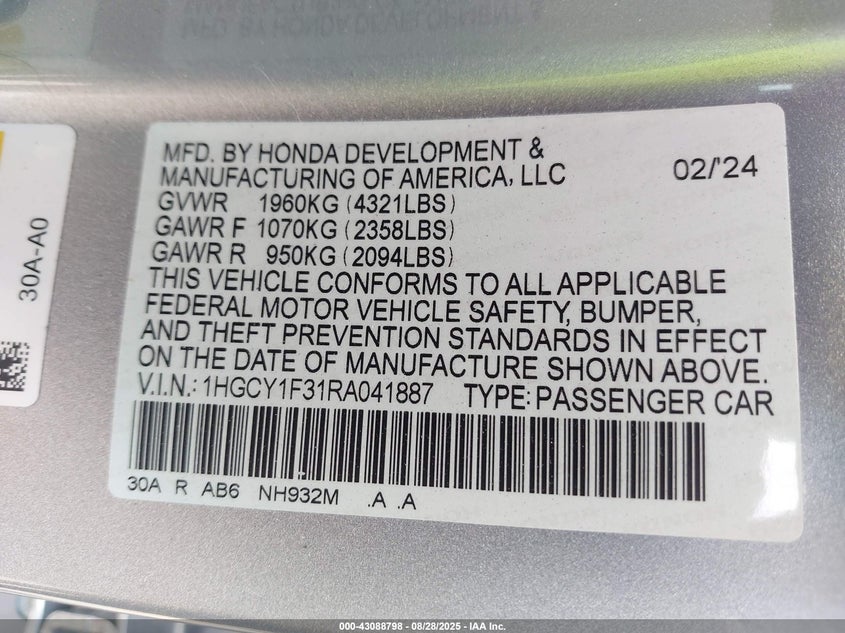 MFD. BY HONDA DEVELOPMENT &
MANUFACTURING OF AMERICA, LLC 02/'24
GVWR 1960KG (4321LBS)
GAWR F 1070KG (2358LBS)
GAWR R 950KG (2094LBS)
THIS VEHICLE CONFORMS TO ALL APPLICABLE
FEDERAL MOTOR VEHICLE SAFETY, BUMPER,
AND THEFT PREVENTION STANDARDS IN EFFECT
ON THE DATE OF MANUFACTURE SHOWN ABOVE.
V.I.N.: 1HGCY1F31RA041887 TYPE: PASSENGER CAR
30A R AB6 NH932M .A .A
30A-A0
000-43088798 - 08/28/2025 - IAA Inc.